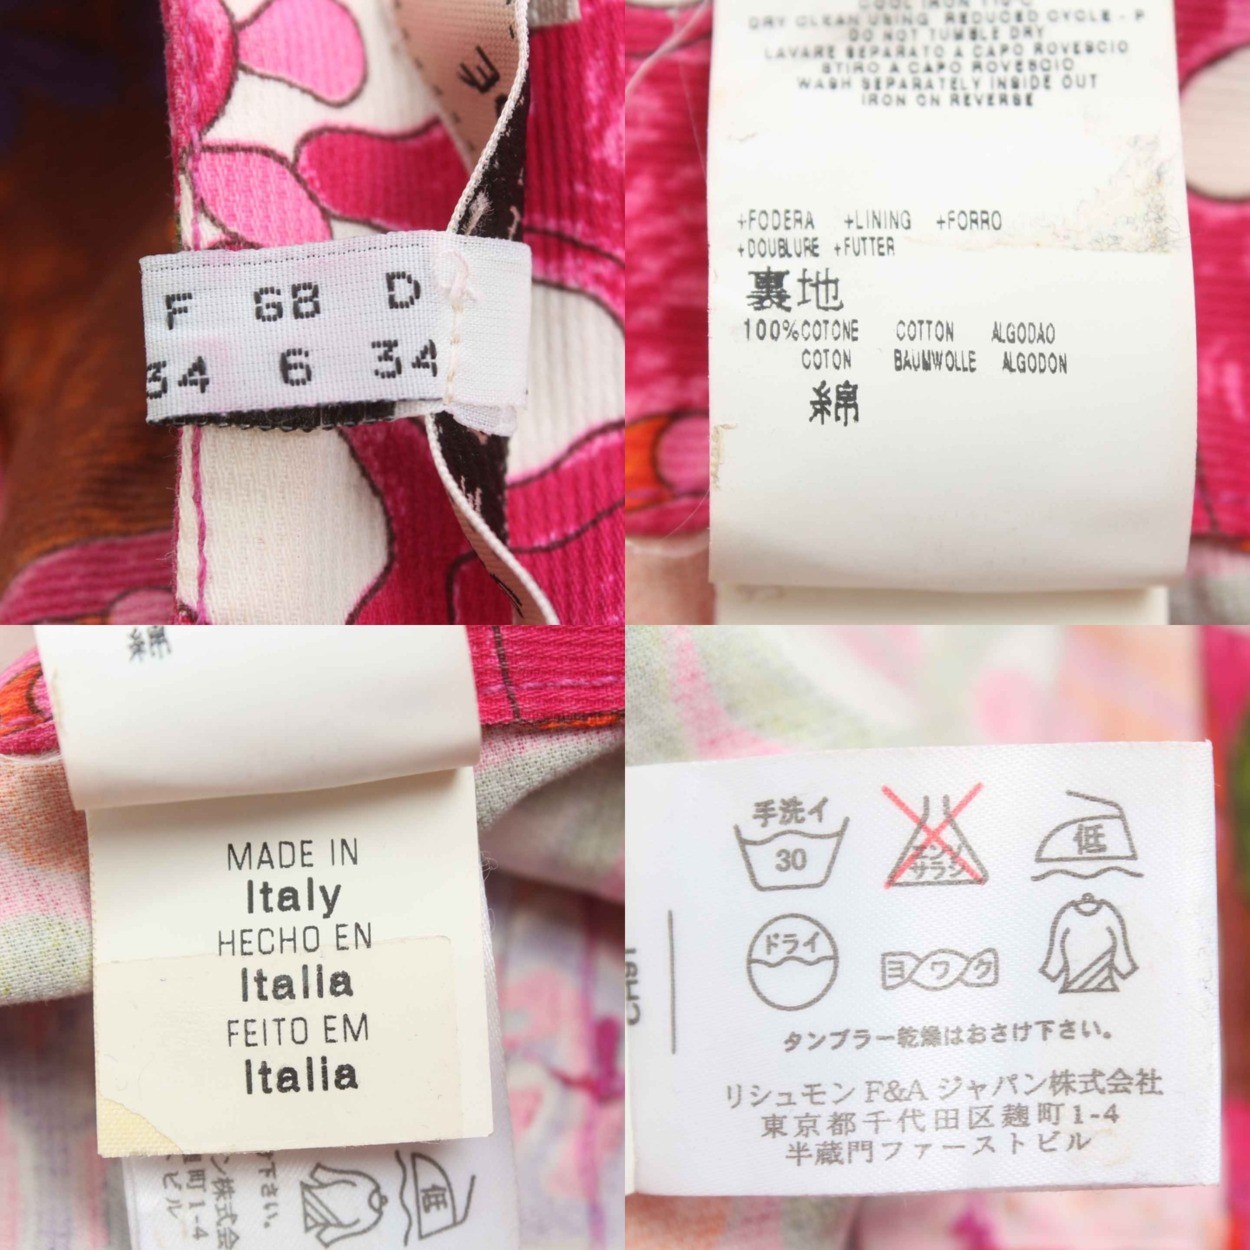 F GB D
34 6 34
COOL IRON 110°C
DRY CLEAN USING REDUCED CYCLE - P
DO NOT TUMBLE DRY
LAVARE SEPARATO A CAPO ROVESCIO
STIRO A CAPO ROVESCIO
WASH SEPARATELY INSIDE OUT
IRON ON REVERSE
+FODERA +LINING +FORRO
+DOUBLURE +FUTTER
裏地
100%COTONE COTTON ALGODAO
COTON BAUMWOLLE ALGODON
綿
綿
MADE IN
Italy
HECHO EN
Italia
FEITO EM
Italia
低
手洗イ
30
エンソ
サラシ
低
ドライ
ヨワク
タンブラー乾燥はおさけ下さい。
リシュモン F&A ジャパン株式会社
東京都千代田区麹町1-4
半蔵門ファーストビル